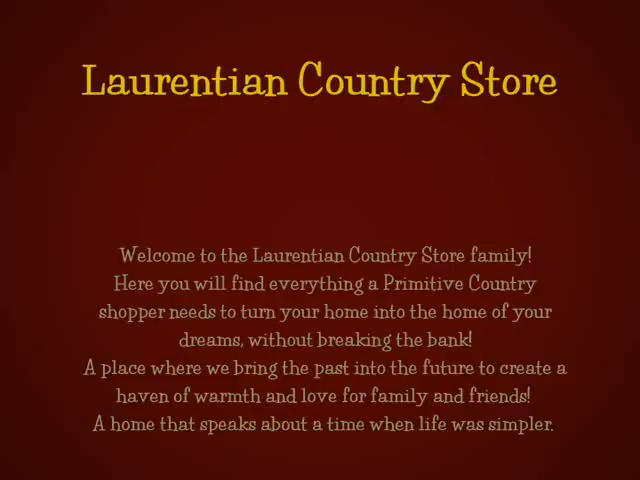 Laurentian Country Store
Welcome to the Laurentian Country Store family!
Here you will find everything a Primitive Country
shopper needs to turn your home into the home of your
dreams, without breaking the bank!
A place where we bring the past into the future to create a
haven of warmth and love for family and friends!
A home that speaks about a time when life was simpler.